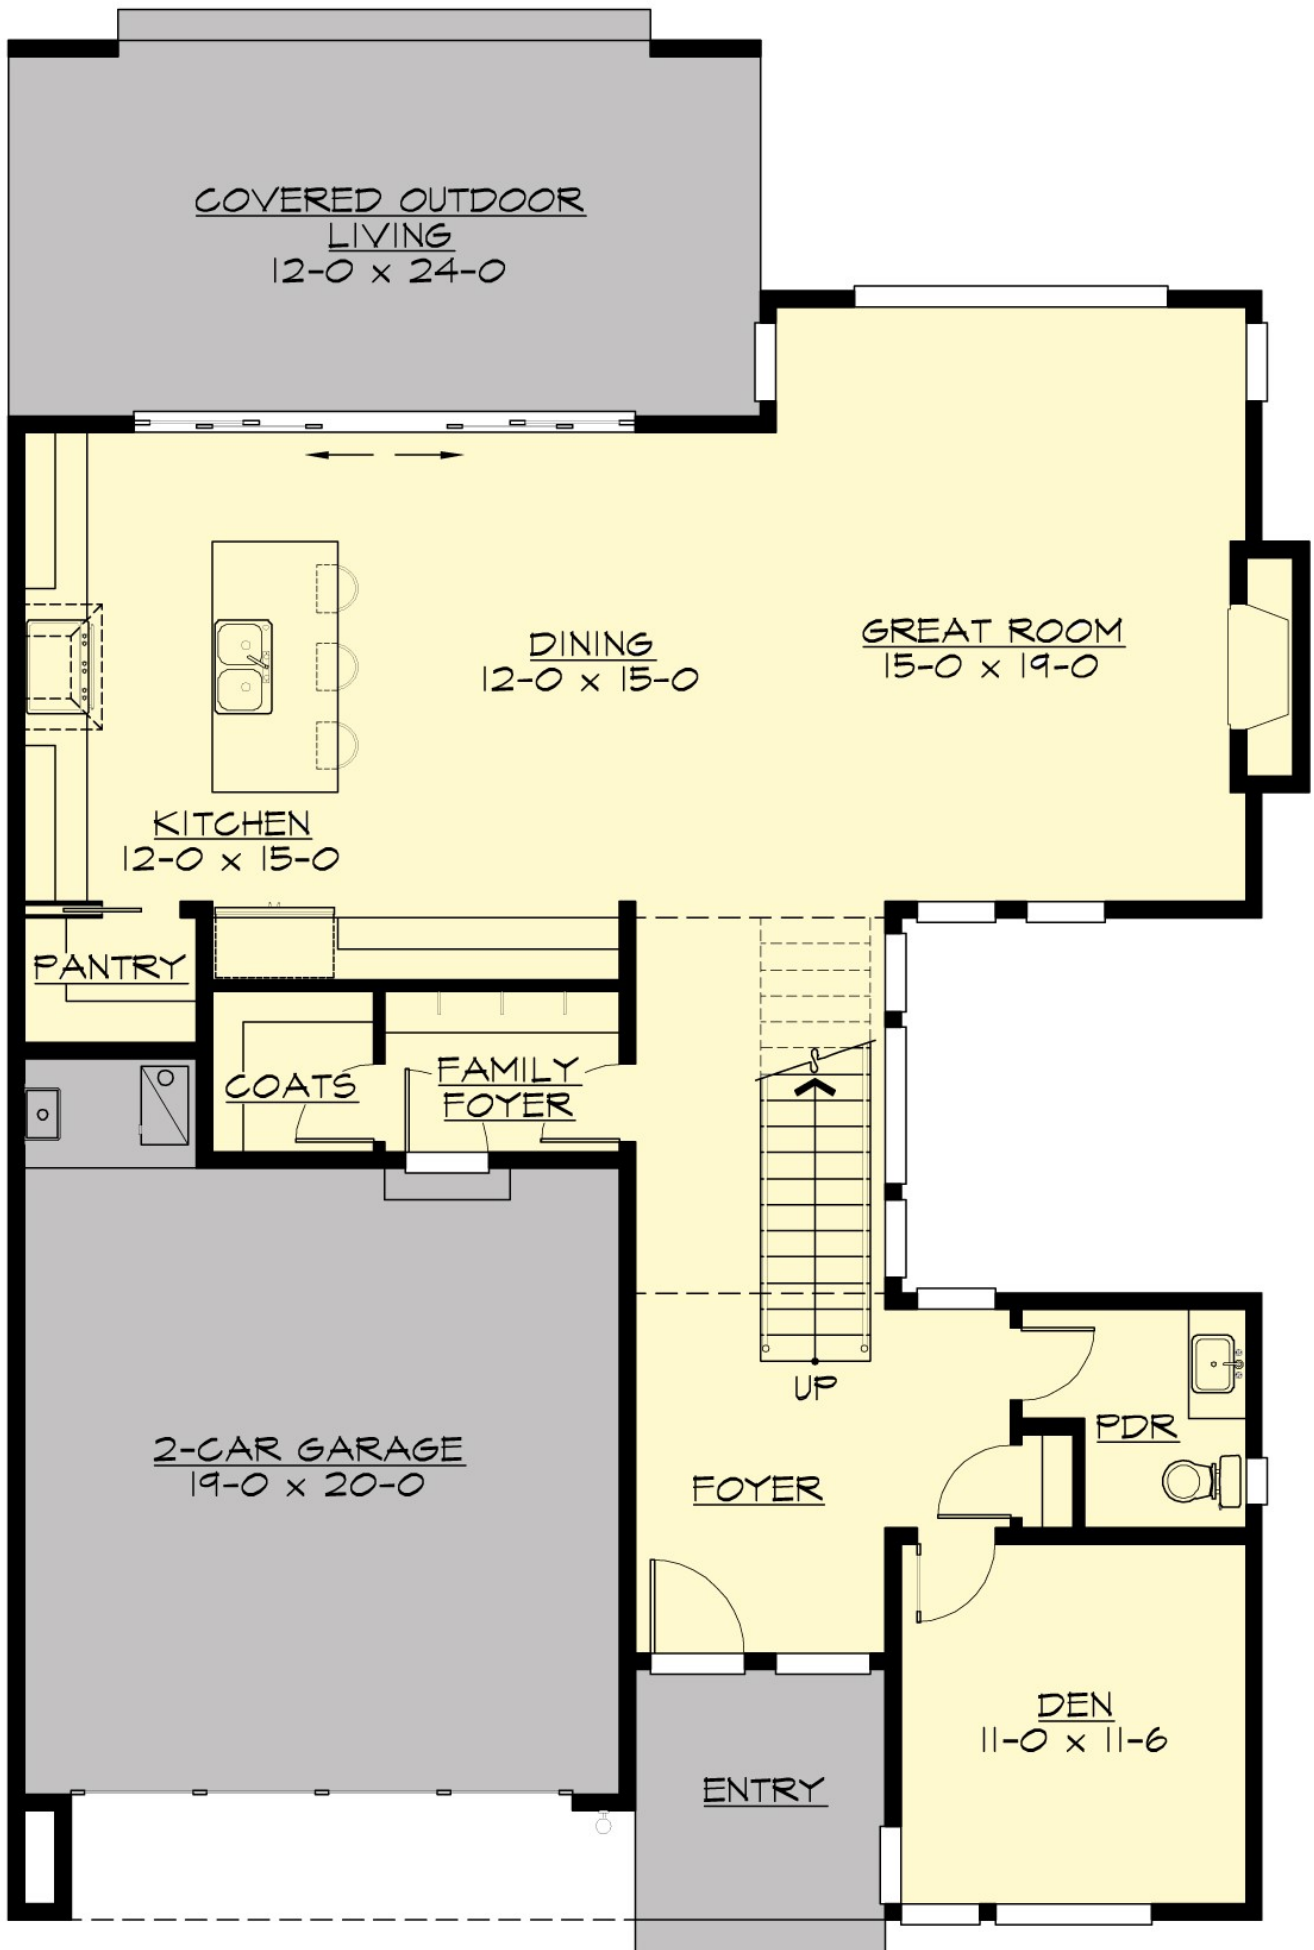 COVERED OUTDOOR
LIVING
12-0 x 24-0
DINING
12-0 x 15-0
GREAT ROOM
15-0 x 19-0
KITCHEN
12-0 x 15-0
PANTRY
COATS
FAMILY
FOYER
UP
2-CAR GARAGE
19-0 x 20-0
PDR
FOYER
DEN
11-0 x 11-6
ENTRY